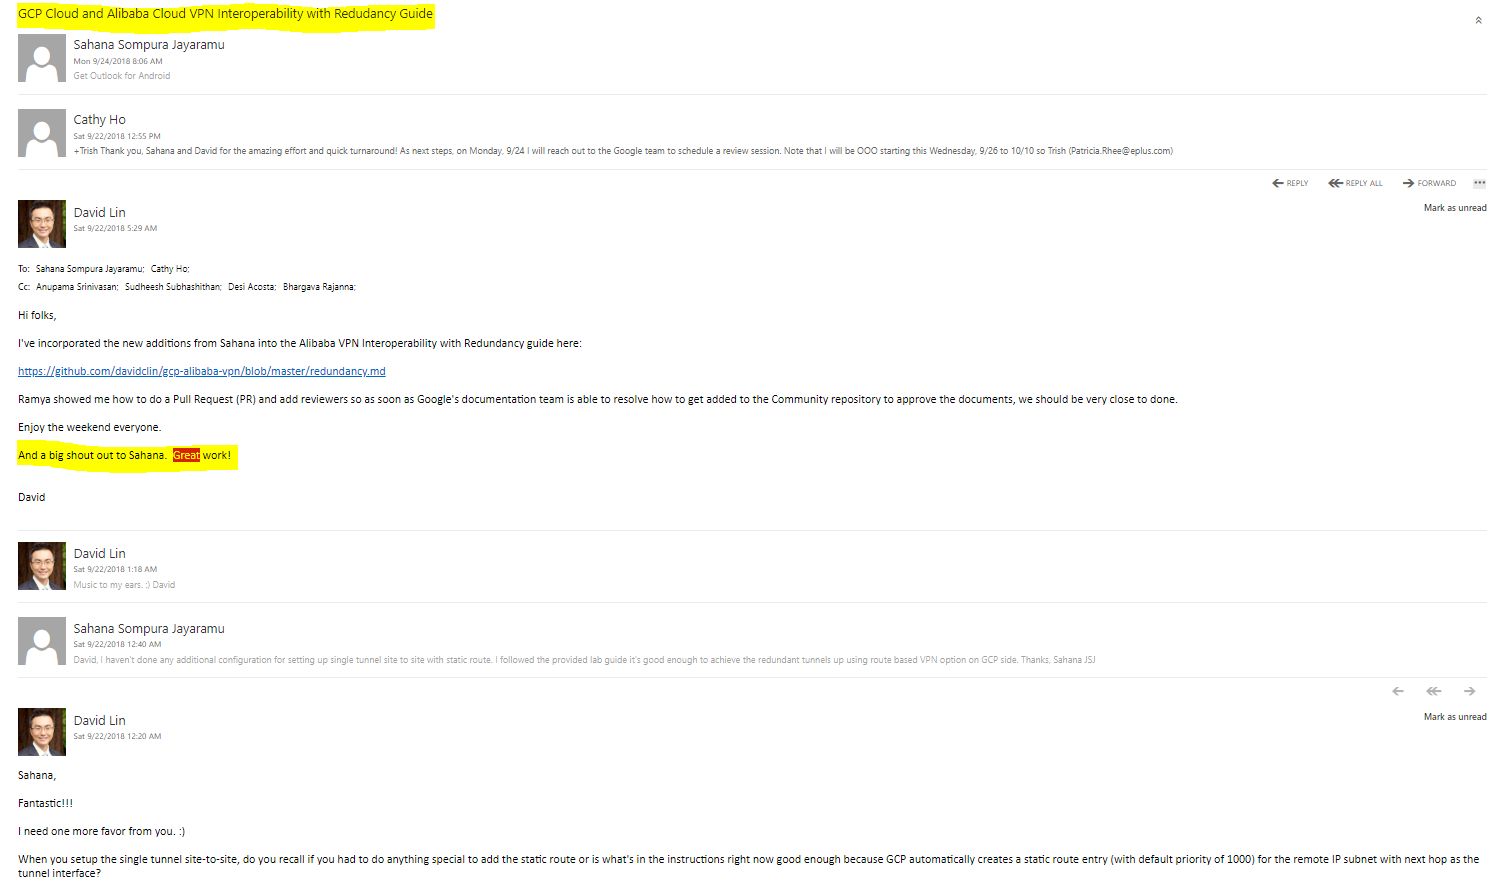 GCP Cloud and Alibaba Cloud VPN Interoperability with Redudancy Guide
Sahana Sompura Jayaramu
Mon 9/24/2018 8:06 AM
Get Outlook for Android
Cathy Ho
Sat 9/22/2018 12:55 PM
+Trish Thank you, Sahana and David for the amazing effort and quick turnaround! As next steps, on Monday, 9/24 I will reach out to the Google team to schedule a review session. Note that I will be OOO starting this Wednesday, 9/26 to 10/10 so Trish (Patricia.Rhee@eplus.com)
REPLY REPLY ALL FORWARD
David Lin
Mark as unread
Sat 9/22/2018 5:29 AM
To: Sahana Sompura Jayaramu; Cathy Ho;
Cc: Anupama Srinivasan; Sudheesh Subhashithan; Desi Acosta; Bhargava Rajanna;
Hi folks,
I've incorporated the new additions from Sahana into the Alibaba VPN Interoperability with Redundancy guide here:
https://github.com/davidclin/gcp-alibaba-vpn/blob/master/redundancy.md
Ramya showed me how to do a Pull Request (PR) and add reviewers so as soon as Google's documentation team is able to resolve how to get added to the Community repository to approve the documents, we should be very close to done.
Enjoy the weekend everyone.
And a big shout out to Sahana. Great work!
David
David Lin
Sat 9/22/2018 1:18 AM
Music to my ears. :) David
Sahana Sompura Jayaramu
Sat 9/22/2018 12:40 AM
David, I haven't done any additional configuration for setting up single tunnel site to site with static route. I followed the provided lab guide it's good enough to achieve the redundant tunnels up using route based VPN option on GCP side. Thanks, Sahana JSJ
David Lin
Mark as unread
Sat 9/22/2018 12:20 AM
Sahana,
Fantastic!!!
I need one more favor from you. :)
When you setup the single tunnel site-to-site, do you recall if you had to do anything special to add the static route or is what's in the instructions right now good enough because GCP automatically creates a static route entry (with default priority of 1000) for the remote IP subnet with next hop as the
tunnel interface?